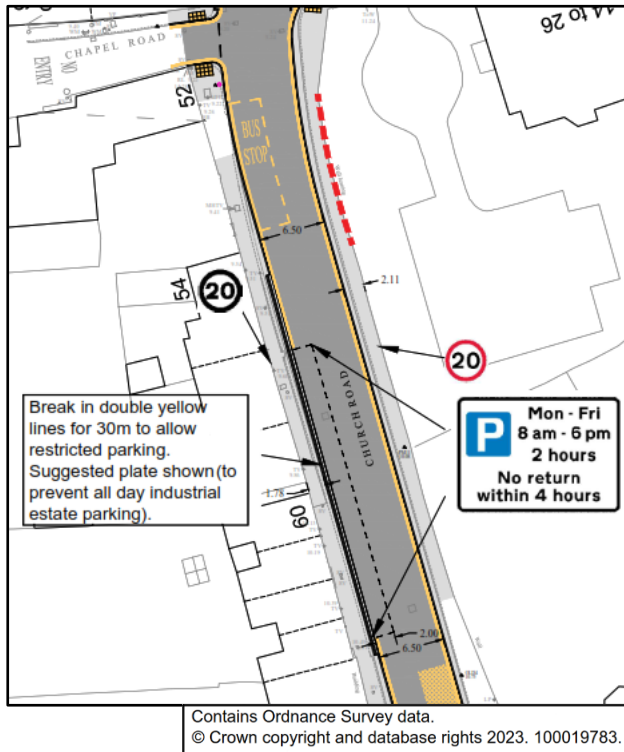 CHAPEL ROAD
NO
ENTRY
52
44 to 26
BUS
STOP
6.50
2.11
54
20
20
CHURCH ROAD
Break in double yellow
lines for 30m to allow
restricted parking.
Suggested plate shown (to
prevent all day industrial
estate parking).
P
Mon - Fri
8 am - 6 pm
2 hours
No return
within 4 hours
1.78
60
2.00
6.50
Contains Ordnance Survey data.
© Crown copyright and database rights 2023. 100019783.